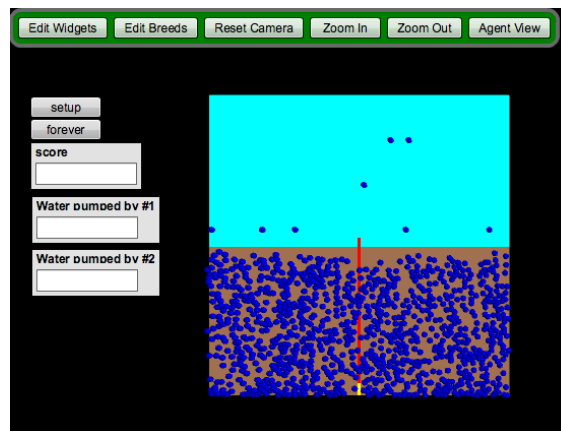 Edit Widgets Edit Breeds Reset Camera Zoom In Zoom Out Agent View
setup
forever
score
Water pumped by #1
Water pumped by #2